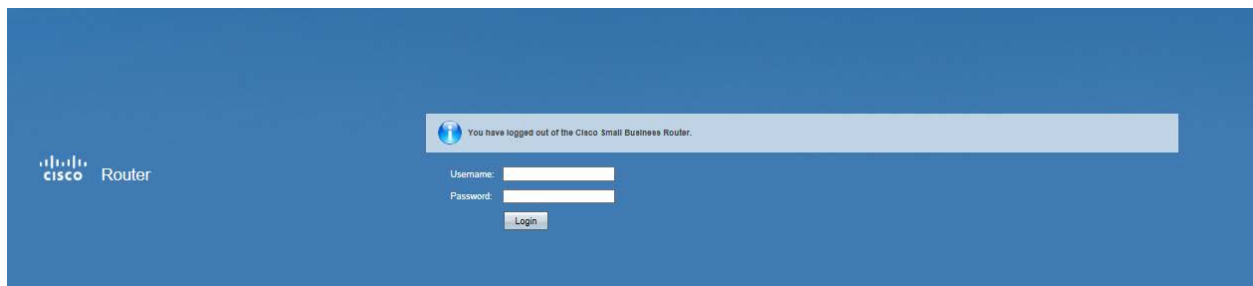 You have logged out of the Cisco Small Business Router.
cisco Router
Username:
Password:
Login